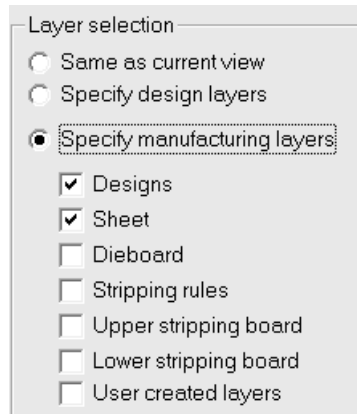 Layer selection
Same as current view
Specify design layers
Specify manufacturing layers
Designs
Sheet
Dieboard
Stripping rules
Upper stripping board
Lower stripping board
User created layers